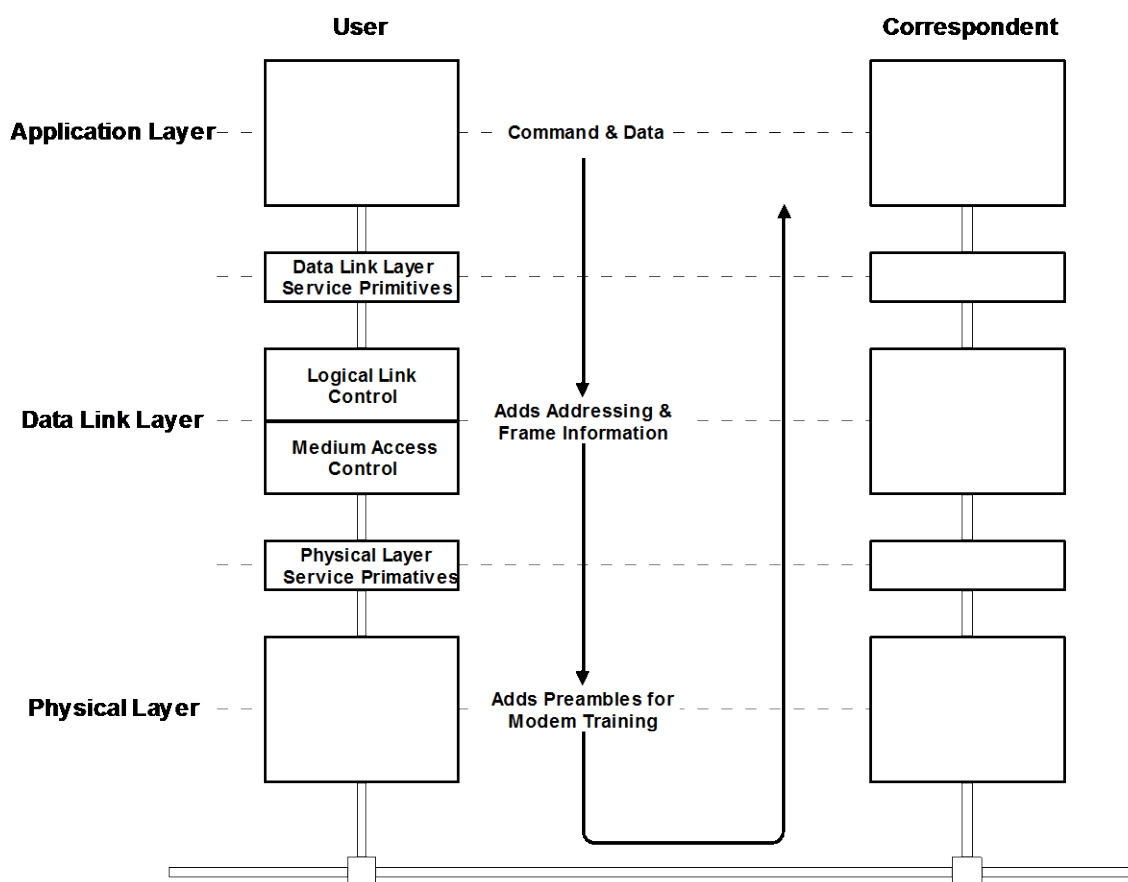 User
Correspondent
Application Layer
Command & Data
Data Link Layer
Service Primitives
Logical Link
Control
Data Link Layer
Adds Addressing &
Frame Information
Medium Access
Control
Physical Layer
Service Primatives
Physical Layer
Adds Preambles for
Modem Training